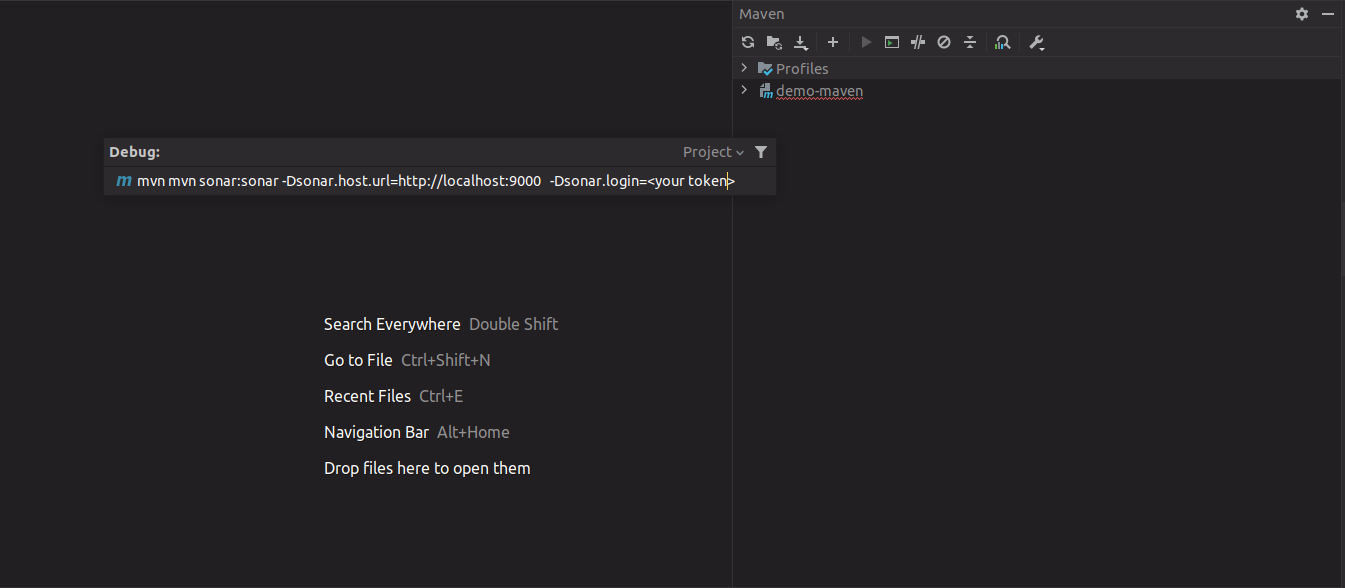 Maven
Profiles
demo-maven
Debug:
Project
m mvn mvn sonar:sonar -Dsonar.host.url=http://localhost:9000  -Dsonar.login=<your token>
Search Everywhere Double Shift
Go to File Ctrl+Shift+N
Recent Files Ctrl+E
Navigation Bar Alt+Home
Drop files here to open them